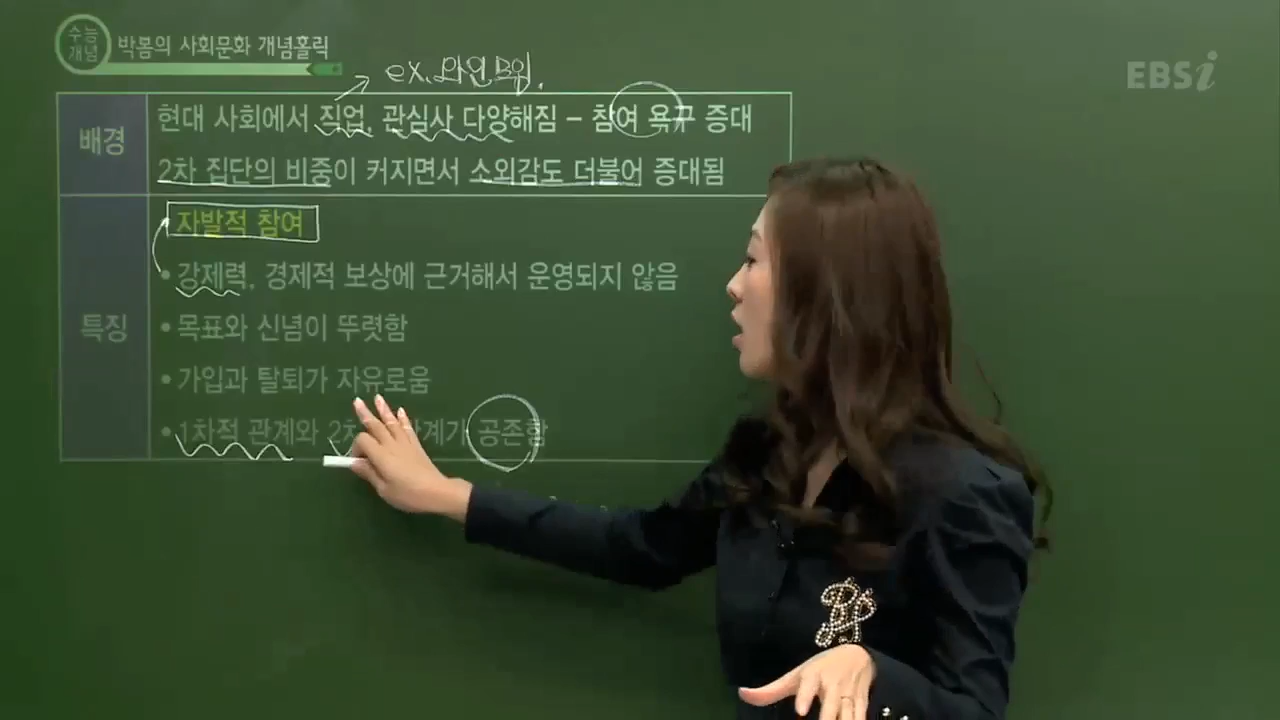 수능
개념
박봄의 사회문화 개념홀릭
EBSi
ex. 와인모임.
배경
현대 사회에서 직업, 관심사 다양해짐 – 참여 욕구 증대
2차 집단의 비중이 커지면서 소외감도 더불어 증대됨
특징
자발적 참여
• 강제력, 경제적 보상에 근거해서 운영되지 않음
• 목표와 신념이 뚜렷함
• 가입과 탈퇴가 자유로움
• 1차적 관계와 2차 관계가 공존함